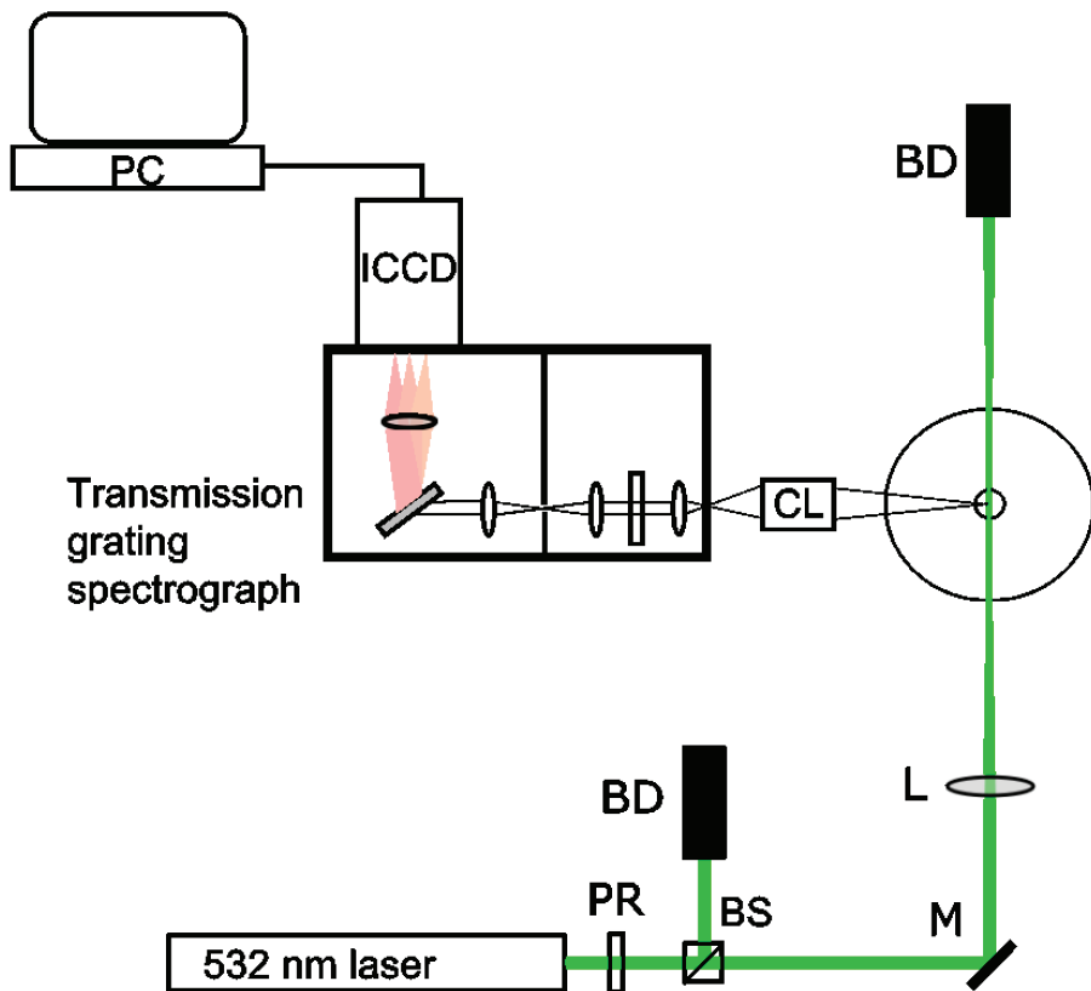 PC
ICCD
BD
Transmission
grating
spectrograph
CL
BD
L
PR
BS
M
532 nm laser